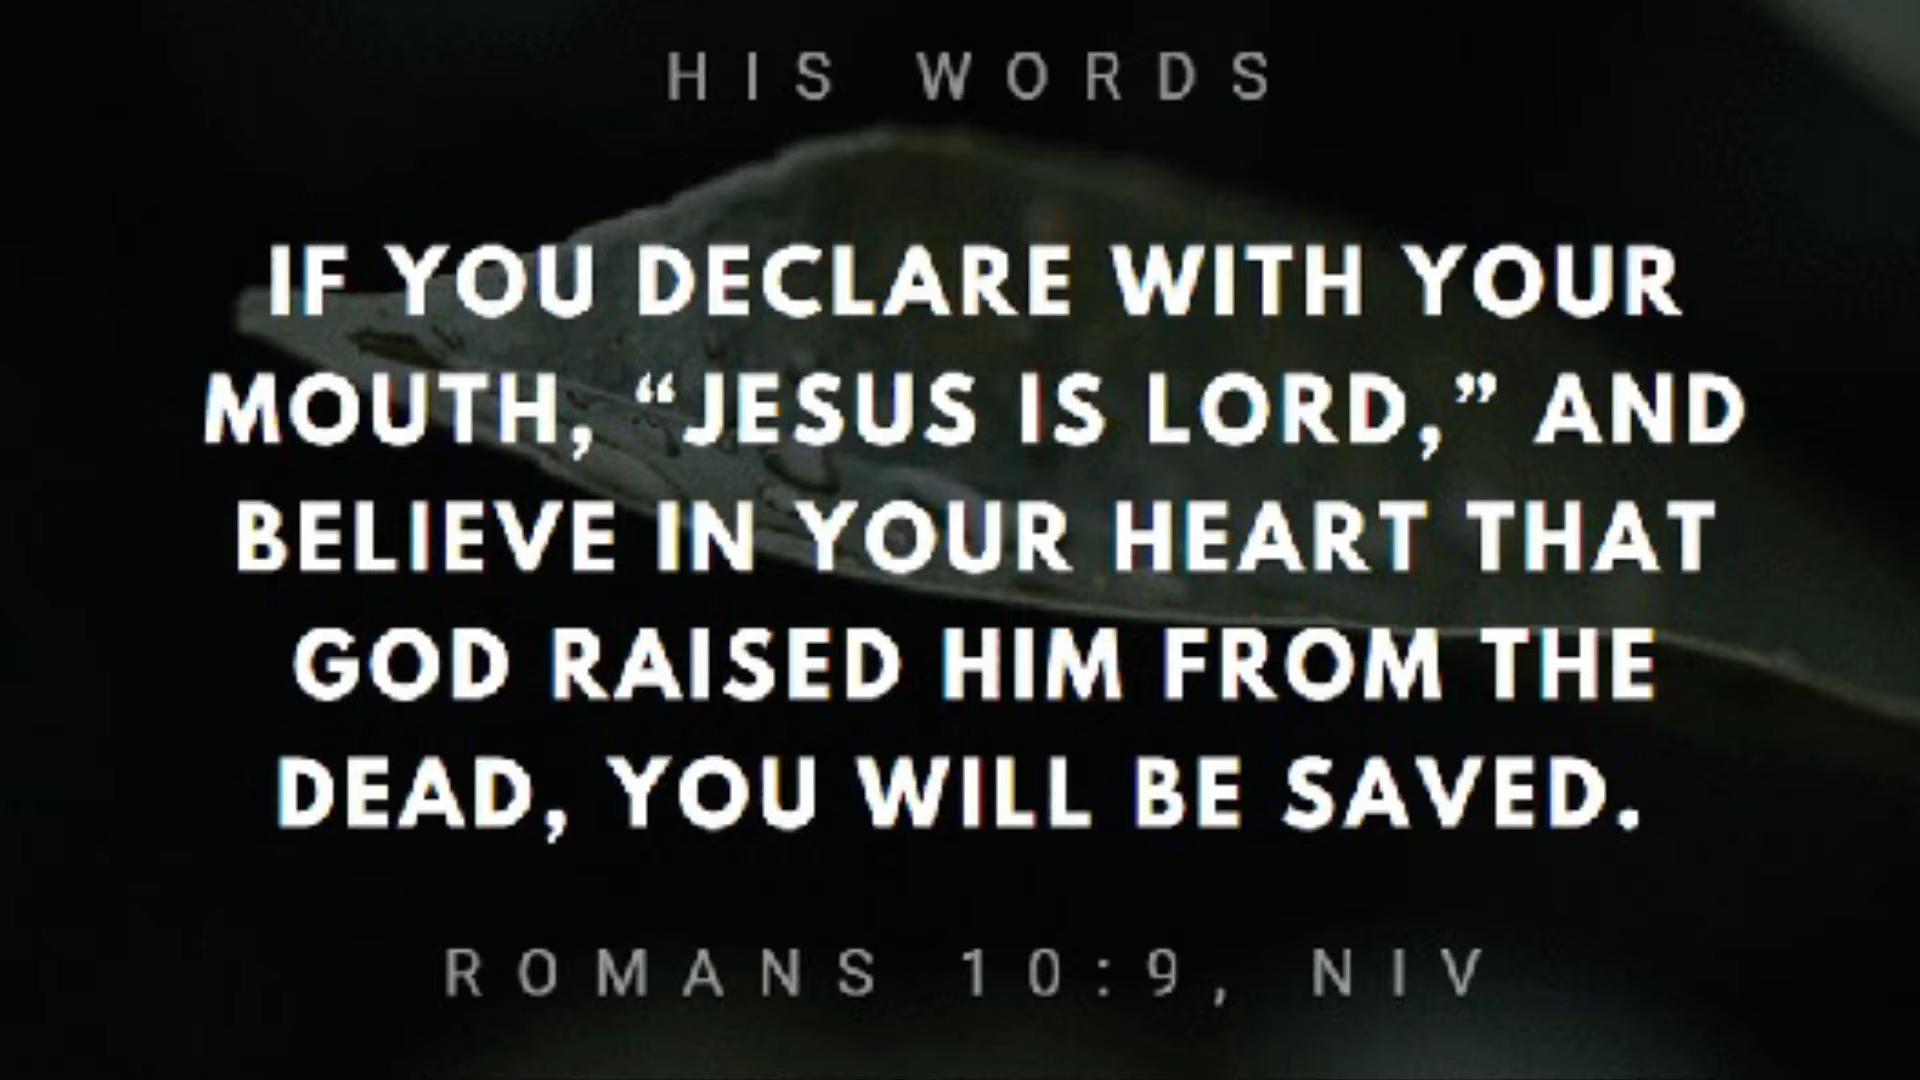 HIS WORDS
IF YOU DECLARE WITH YOUR
MOUTH, “JESUS IS LORD,” AND
BELIEVE IN YOUR HEART THAT
GOD RAISED HIM FROM THE
DEAD, YOU WILL BE SAVED.
ROMANS 10:9, NIV